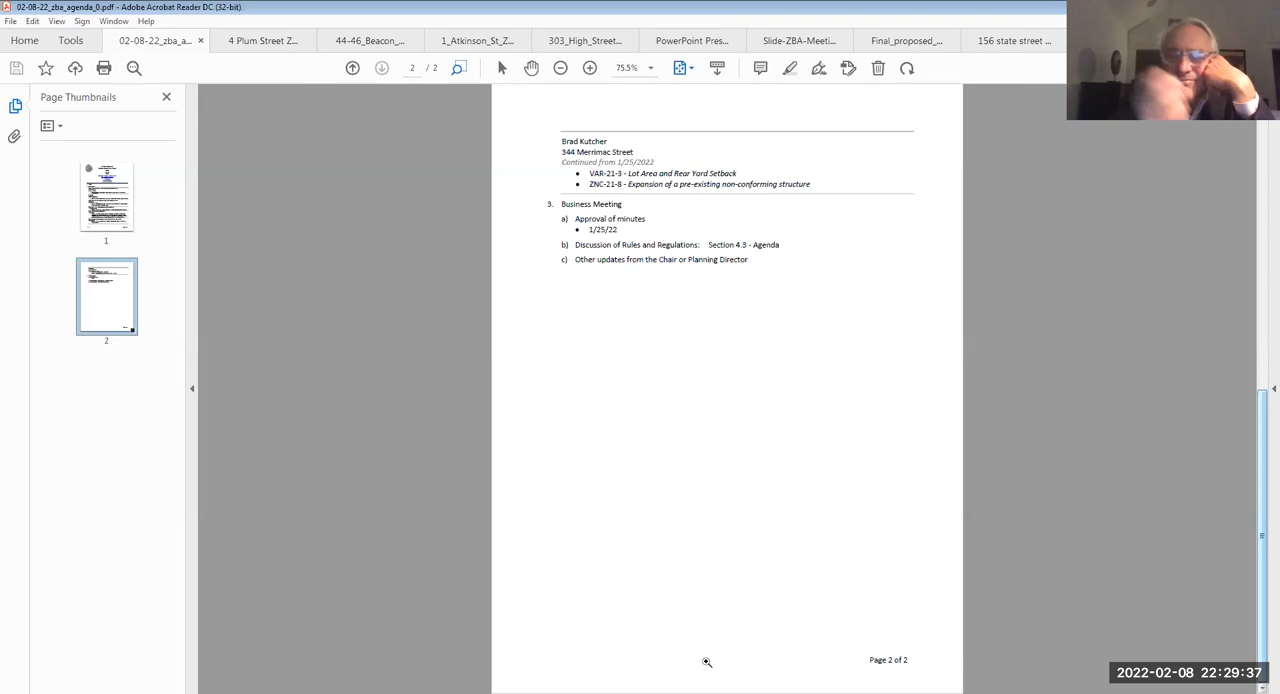 02-08-22_zba_agenda_0.pdf - Adobe Acrobat Reader DC (32-bit)
File Edit View Sign Window Help
Home Tools 02-08-22_zba_a... × 4 Plum Street Z... 44-46_Beacon_... 1_Atkinson_St_Z... 303_High_Street... PowerPoint Pres... Slide-ZBA-Meeti... Final_proposed_... 156 state street ...
2 / 2 75.5%
Page Thumbnails
1
2
Brad Kutcher
344 Merrimac Street
Continued from 1/25/2022
• VAR-21-3 - Lot Area and Rear Yard Setback
• ZNC-21-8 - Expansion of a pre-existing non-conforming structure
3. Business Meeting
a) Approval of minutes
• 1/25/22
b) Discussion of Rules and Regulations: Section 4.3 - Agenda
c) Other updates from the Chair or Planning Director
Page 2 of 2
2022-02-08 22:29:37